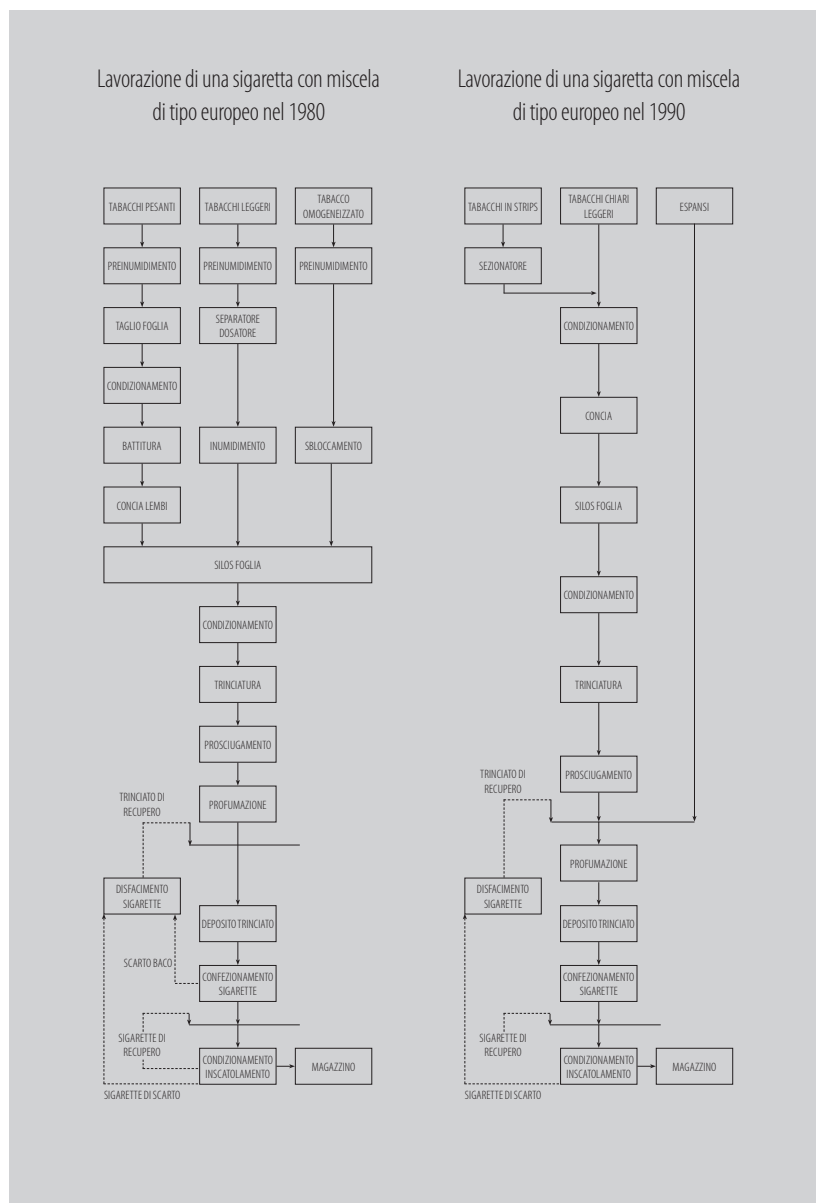 Lavorazione di una sigaretta con miscela
di tipo europeo nel 1980
TABACCHI PESANTI
TABACCHI LEGGERI
TABACCO
OMOGENEIZZATO
PREINUMIDIMENTO
PREINUMIDIMENTO
PREINUMIDIMENTO
TAGLIO FOGLIA
SEPARATORE
DOSATORE
CONDIZIONAMENTO
BATTITURA
INUMIDIMENTO
SBLOCCAMENTO
CONCIA LEMBI
SILOS FOGLIA
CONDIZIONAMENTO
TRINCIATURA
PROSCIUGAMENTO
PROFUMAZIONE
TRINCIATO DI
RECUPERO
DISFACIMENTO
SIGARETTE
DEPOSITO TRINCIATO
SCARTO BACO
CONFEZIONAMENTO
SIGARETTE
SIGARETTE DI
RECUPERO
CONDIZIONAMENTO
INSCATOLAMENTO
MAGAZZINO
SIGARETTE DI SCARTO
Lavorazione di una sigaretta con miscela
di tipo europeo nel 1990
TABACCHI IN STRIPS
TABACCHI CHIARI
LEGGERI
ESPANSI
SEZIONATORE
CONDIZIONAMENTO
CONCIA
SILOS FOGLIA
CONDIZIONAMENTO
TRINCIATURA
PROSCIUGAMENTO
TRINCIATO DI
RECUPERO
PROFUMAZIONE
DISFACIMENTO
SIGARETTE
DEPOSITO TRINCIATO
CONFEZIONAMENTO
SIGARETTE
SIGARETTE DI
RECUPERO
CONDIZIONAMENTO
INSCATOLAMENTO
MAGAZZINO
SIGARETTE DI SCARTO